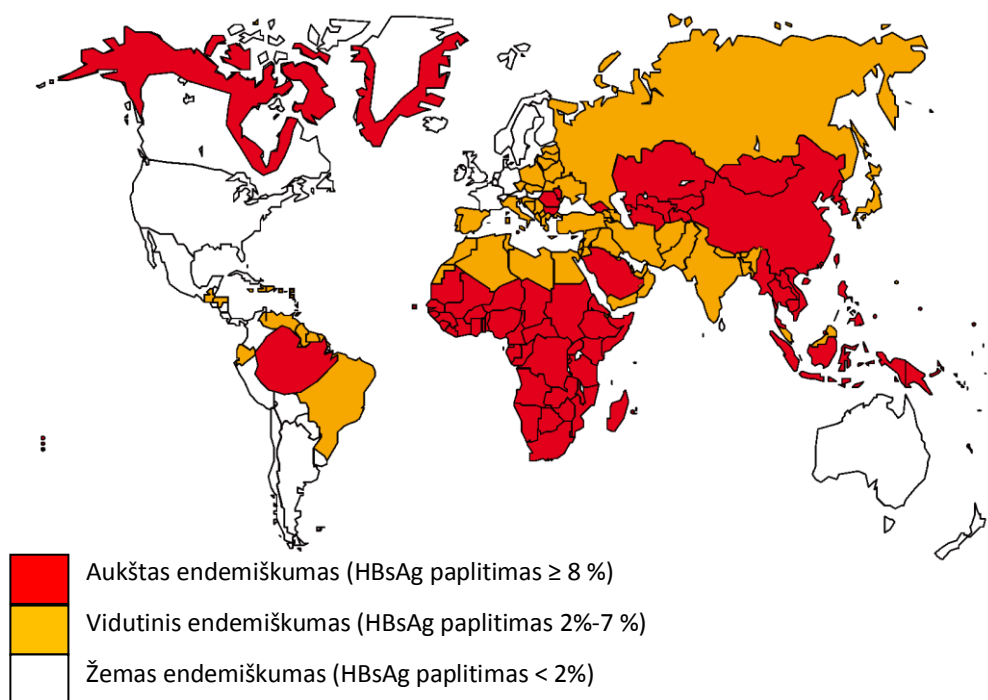 Aukštas endemiškumas (HBsAg paplitimas ≥ 8 %)
Vidutinis endemiškumas (HBsAg paplitimas 2%-7 %)
Žemas endemiškumas (HBsAg paplitimas < 2%)